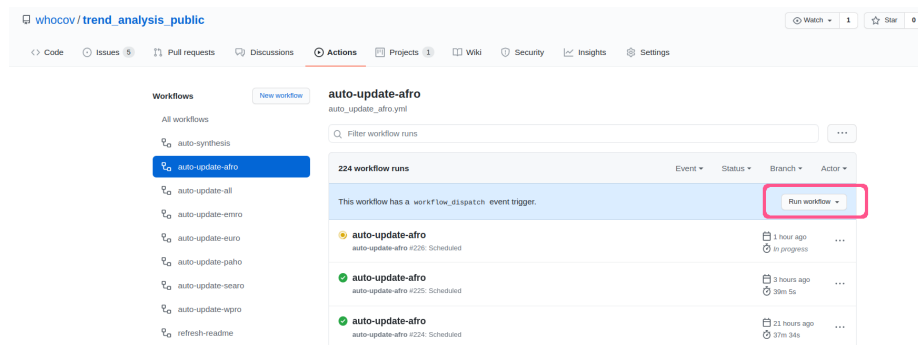 whocov / trend_analysis_public
Watch 1 Star 0
Code Issues 5 Pull requests Discussions Actions Projects 1 Wiki Security Insights Settings
Workflows New workflow
All workflows
auto-synthesis
auto-update-afro
auto-update-all
auto-update-emro
auto-update-euro
auto-update-paho
auto-update-searo
auto-update-wpro
refresh-readme
auto-update-afro
auto_update_afro.yml
Filter workflow runs
224 workflow runs Event Status Branch Actor
This workflow has a workflow_dispatch event trigger. Run workflow
auto-update-afro 1 hour ago
auto-update-afro #226: Scheduled In progress
auto-update-afro 3 hours ago
auto-update-afro #225: Scheduled 39m 5s
auto-update-afro 21 hours ago
auto-update-afro #224: Scheduled 37m 34s